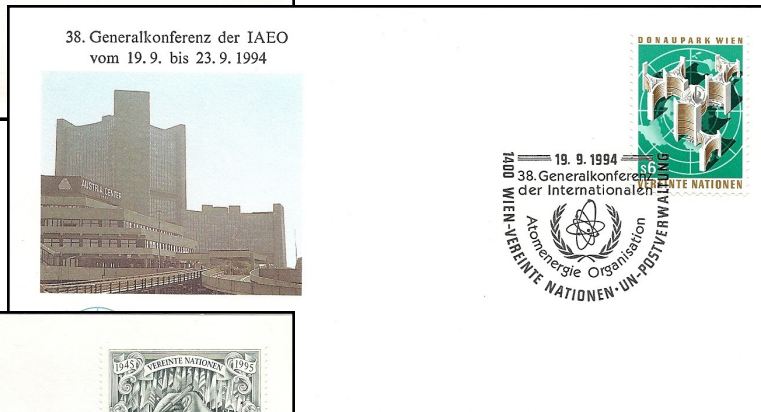 38. Generalkonferenz der IAEO
vom 19. 9. bis 23. 9. 1994
AUSTRIA CENTER
DONAUPARK WIEN
S6
VEREINTE NATIONEN
19. 9. 1994
38. Generalkonferenz
der Internationalen
Atomenergie Organisation
1400 WIEN-VEREINTE NATIONEN·UN-POSTVERWALTUNG
1945 VEREINTE NATIONEN 1995